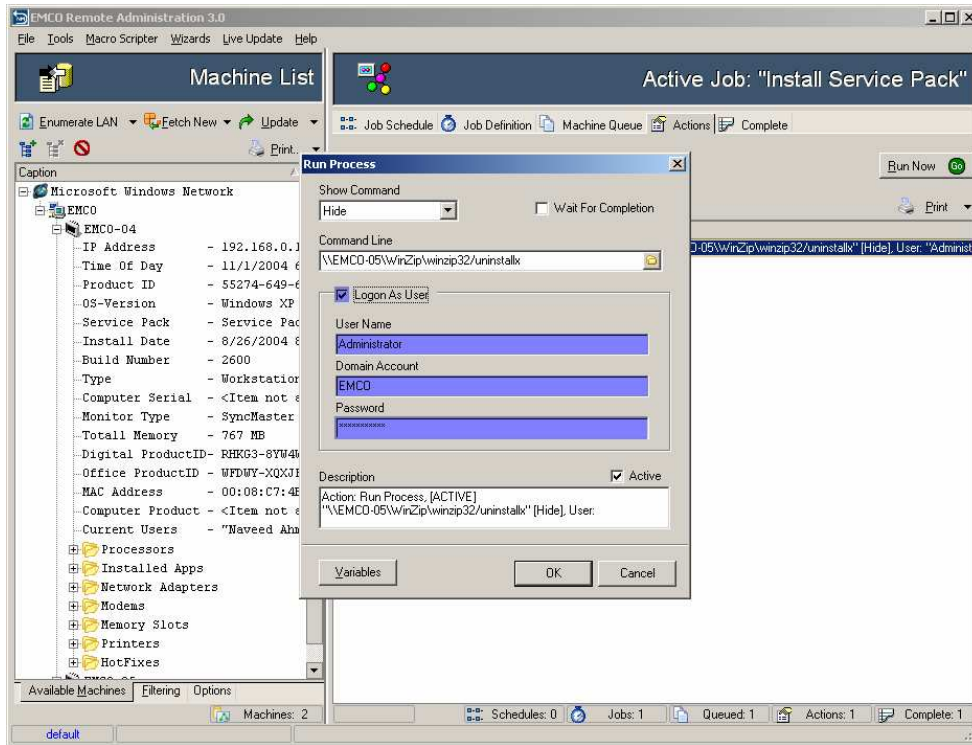 EMCO Remote Administration 3.0
File Tools Macro Scripter Wizards Live Update Help
Machine List
Enumerate LAN Fetch New Update
Print..
Caption
Microsoft Windows Network
EMCO
EMCO-04
IP Address - 192.168.0.1
Time Of Day - 11/1/2004 6
Product ID - 55274-649-6
OS-Version - Windows XP
Service Pack - Service Pac
Install Date - 8/26/2004 8
Build Number - 2600
Type - Workstation
Computer Serial - <Item not
Monitor Type - SyncMaster
Totall Memory - 767 MB
Digital ProductID- RHKG3-8YW4W
Office ProductID - WFDWY-XQXJ
MAC Address - 00:08:C7:4
Computer Product - <Item not
Current Users - "Naveed Ah
Processors
Installed Apps
Network Adapters
Modems
Memory Slots
Printers
HotFixes
Available Machines Filtering Options
Machines: 2
default
Active Job: "Install Service Pack"
Job Schedule Job Definition Machine Queue Actions Complete
Run Now Go
Print
O-05\WinZip\winzip32/uninstallx" [Hide], User: "Administ
Run Process
Show Command
Hide
Wait For Completion
Command Line
\\EMCO-05\WinZip\winzip32/uninstallx
Logon As User
User Name
Administrator
Domain Account
EMCO
Password
***********
Description
Active
Action: Run Process, [ACTIVE]
"\\EMCO-05\WinZip\winzip32/uninstallx" [Hide], User:
Variables OK Cancel
Schedules: 0 Jobs: 1 Queued: 1 Actions: 1 Complete: 1